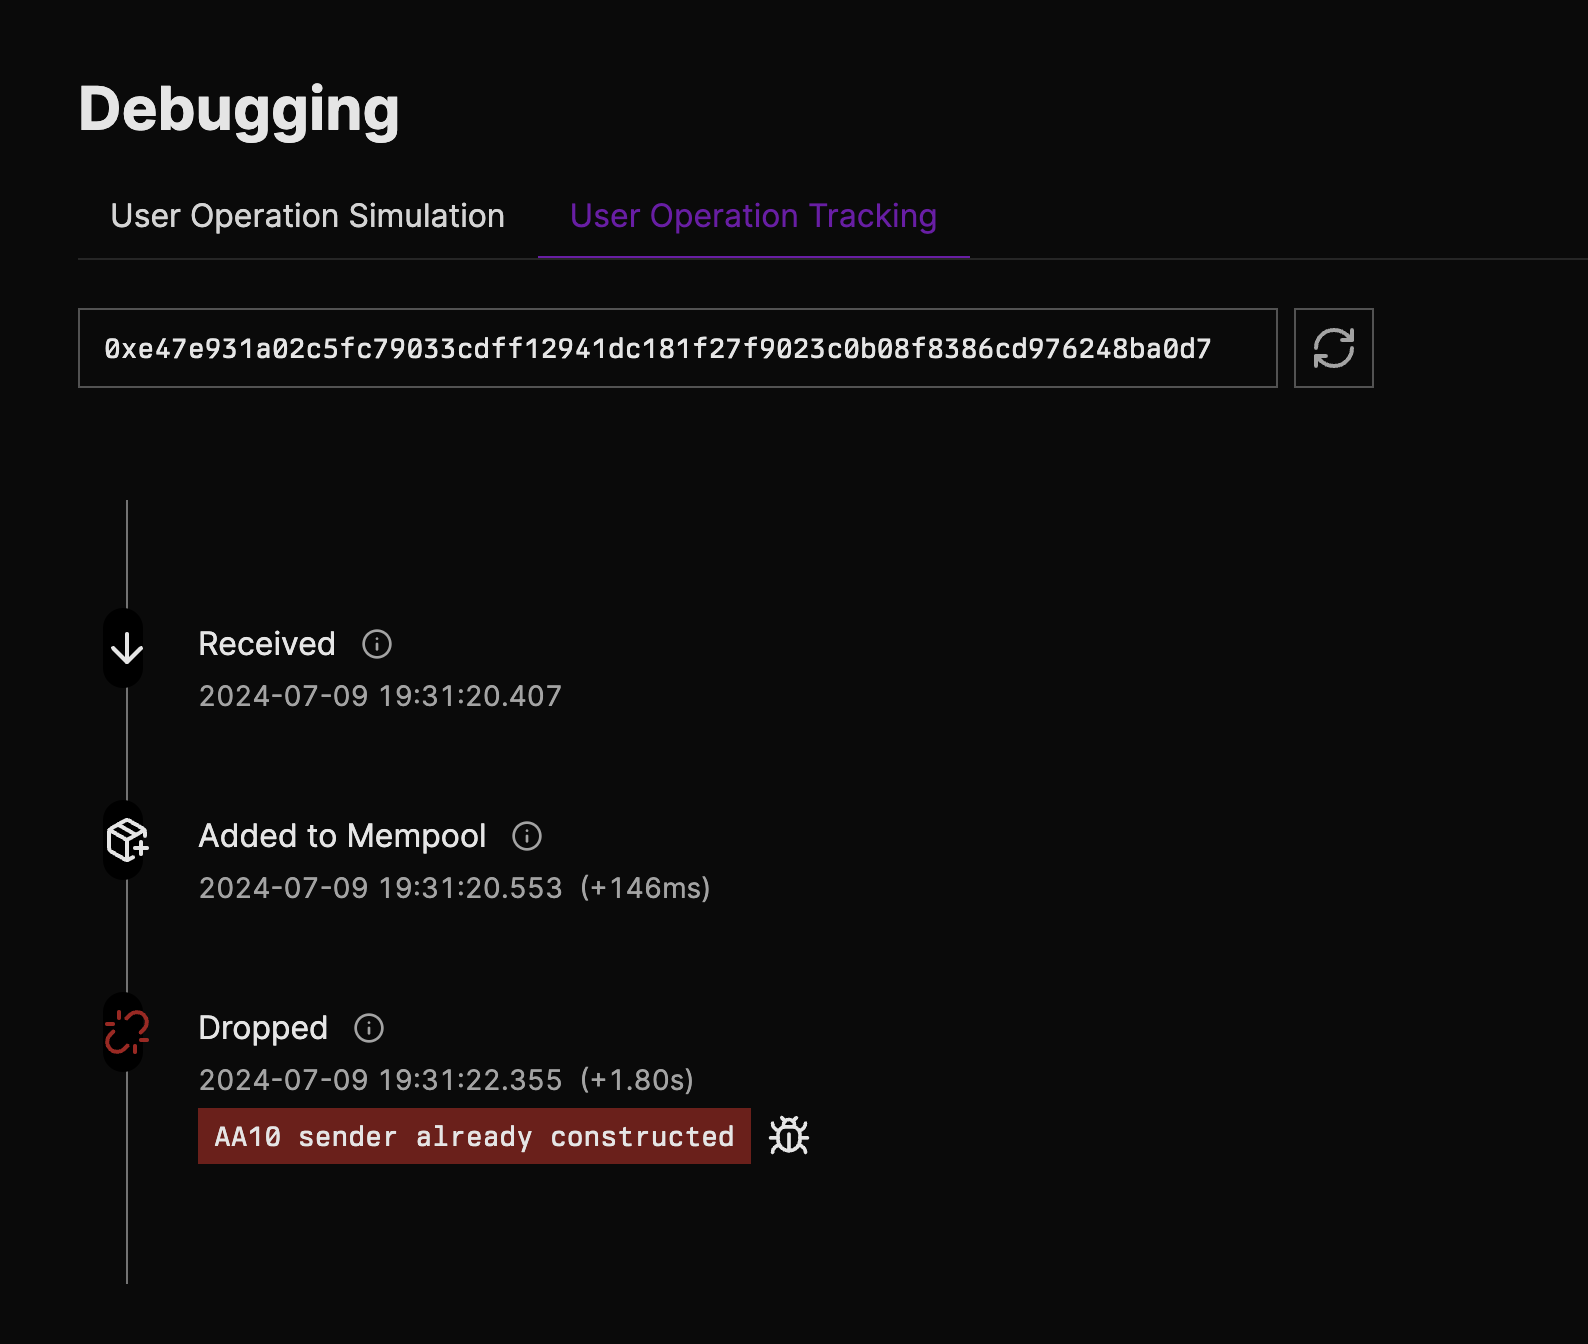 Debugging
User Operation Simulation User Operation Tracking
0xe47e931a02c5fc79033cdff12941dc181f27f9023c0b08f8386cd976248ba0d7
Received
2024-07-09 19:31:20.407
Added to Mempool
2024-07-09 19:31:20.553 (+146ms)
Dropped
2024-07-09 19:31:22.355 (+1.80s)
AA10 sender already constructed